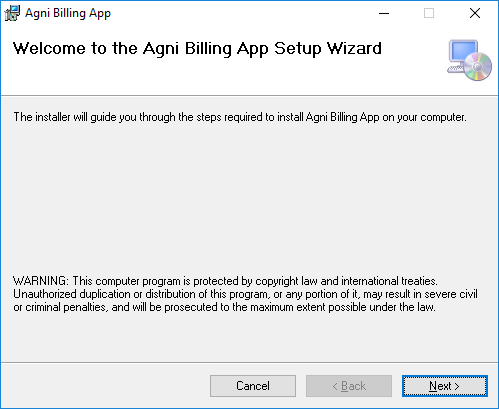 Agni Billing App
Welcome to the Agni Billing App Setup Wizard
The installer will guide you through the steps required to install Agni Billing App on your computer.
WARNING: This computer program is protected by copyright law and international treaties.
Unauthorized duplication or distribution of this program, or any portion of it, may result in severe civil
or criminal penalties, and will be prosecuted to the maximum extent possible under the law.
Cancel
< Back
Next >